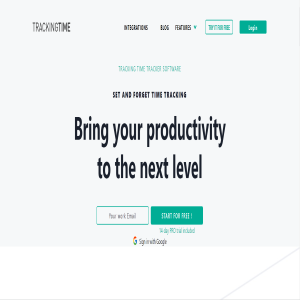 TRACKINGTIME
INTEGRATIONS
BLOG
FEATURES
TRY IT FOR FREE
Login
TRACKING TIME TRACKER SOFTWARE
SET AND FORGET TIME TRACKING
Bring your productivity
to the next level
Your work Email
START FOR FREE !
14-day PRO trial included
Sign in with Google